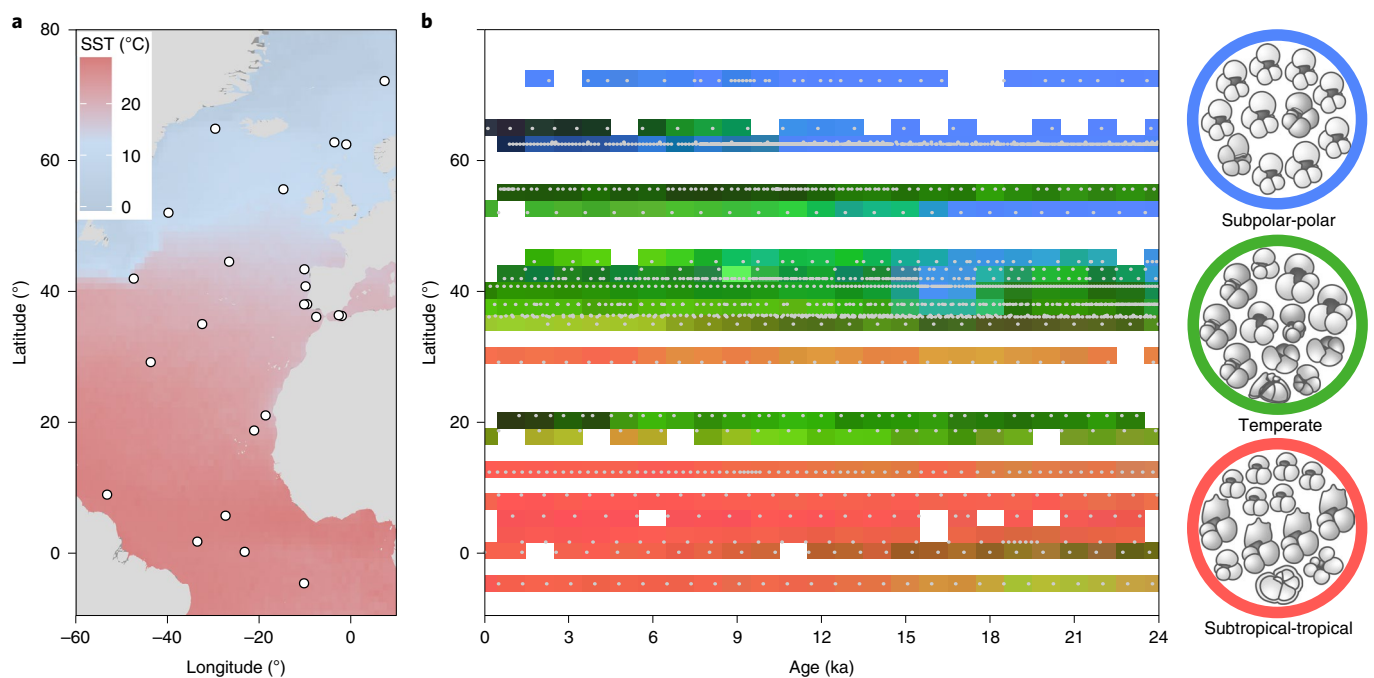 a
b
SST (°C)
20
10
0
80
60
40
20
0
Latitude (°)
−60
−40
−20
0
Longitude (°)
60
40
20
0
Latitude (°)
0
3
6
9
12
15
18
21
24
Age (ka)
Subpolar-polar
Temperate
Subtropical-tropical